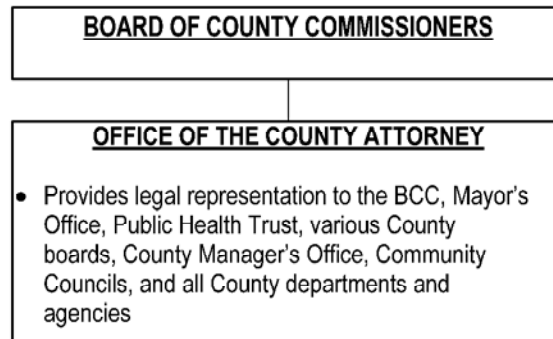 BOARD OF COUNTY COMMISSIONERS
OFFICE OF THE COUNTY ATTORNEY
• Provides legal representation to the BCC, Mayor's
Office, Public Health Trust, various County
boards, County Manager's Office, Community
Councils, and all County departments and
agencies